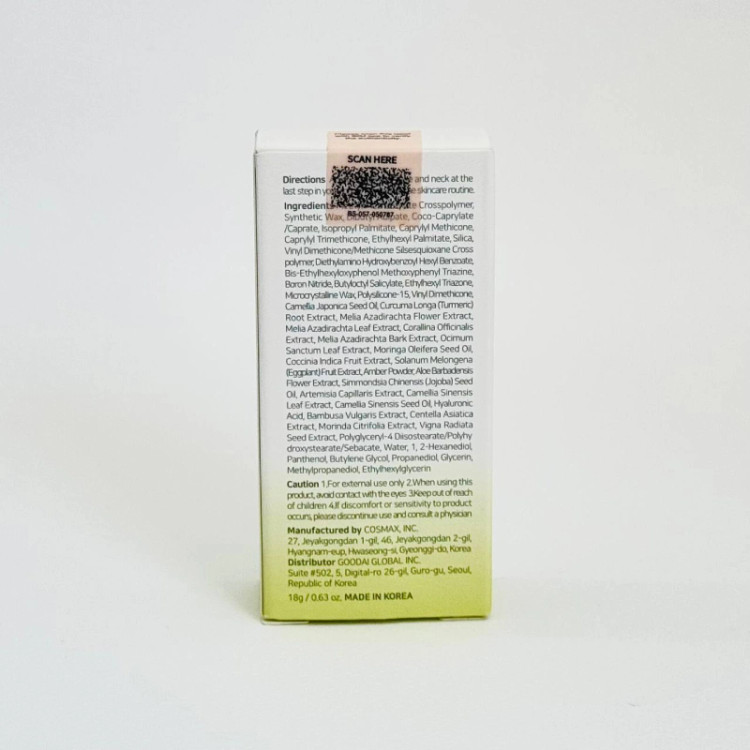 SCAN HERE
RS-057-056787
Directions and neck at the
last step in skincare routine.
Ingredients Crosspolymer,
Synthetic Wax, Coco-Caprylate
/Caprate, Isopropyl Palmitate, Caprylyl Methicone,
Caprylyl Trimethicone, Ethylhexyl Palmitate, Silica,
Vinyl Dimethicone/Methicone Silsesquioxane Cross
polymer, Diethylamino Hydroxybenzoyl Hexyl Benzoate,
Bis-Ethylhexyloxyphenol Methoxyphenyl Triazine,
Boron Nitride, Butyloctyl Salicylate, Ethylhexyl Triazone,
Microcrystalline Wax, Polysilicone-15, Vinyl Dimethicone,
Camellia Japonica Seed Oil, Curcuma Longa (Turmeric)
Root Extract, Melia Azadirachta Flower Extract,
Melia Azadirachta Leaf Extract, Corallina Officinalis
Extract, Melia Azadirachta Bark Extract, Ocimum
Sanctum Leaf Extract, Moringa Oleifera Seed Oil,
Coccinia Indica Fruit Extract, Solanum Melongena
(Eggplant) Fruit Extract, Amber Powder, Aloe Barbadensis
Flower Extract, Simmondsia Chinensis (Jojoba) Seed
Oil, Artemisia Capillaris Extract, Camellia Sinensis
Leaf Extract, Camellia Sinensis Seed Oil, Hyaluronic
Acid, Bambusa Vulgaris Extract, Centella Asiatica
Extract, Morinda Citrifolia Extract, Vigna Radiata
Seed Extract, Polyglyceryl-4 Diisostearate/Polyhy
droxystearate/Sebacate, Water, 1, 2-Hexanediol,
Panthenol, Butylene Glycol, Propanediol, Glycerin,
Methylpropanediol, Ethylhexylglycerin
Caution 1.For external use only 2.When using this
product, avoid contact with the eyes 3.Keep out of reach
of children 4.If discomfort or sensitivity to product
occurs, please discontinue use and consult a physician
Manufactured by COSMAX, INC.
27, Jeyakgongdan 1-gil, 46, Jeyakgongdan 2-gil,
Hyangnam-eup, Hwaseong-si, Gyeonggi-do, Korea
Distributor GOODAI GLOBAL INC.
Suite #502, 5, Digital-ro 26-gil, Guro-gu, Seoul,
Republic of Korea
18g / 0.63 oz. MADE IN KOREA